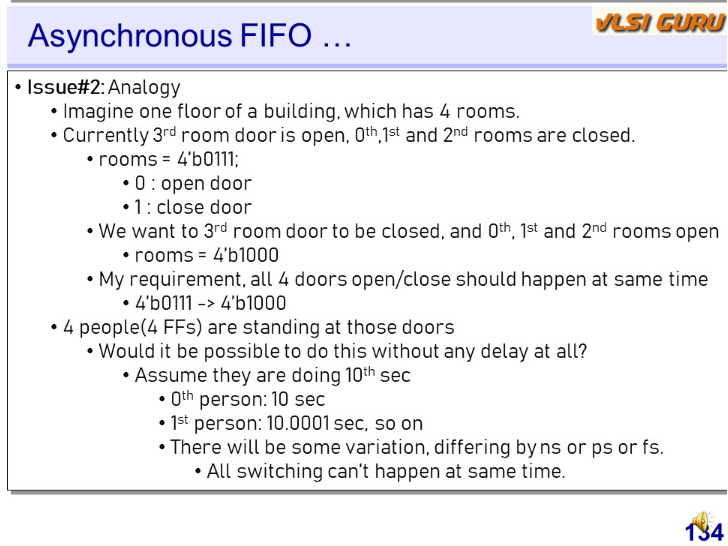 Asynchronous FIFO …
VLSI GURU
• Issue#2: Analogy
• Imagine one floor of a building, which has 4 rooms.
• Currently 3rd room door is open, 0th,1st and 2nd rooms are closed.
• rooms = 4'b0111;
• 0 : open door
• 1 : close door
• We want to 3rd room door to be closed, and 0th, 1st and 2nd rooms open
• rooms = 4'b1000
• My requirement, all 4 doors open/close should happen at same time
• 4'b0111 -> 4'b1000
• 4 people(4 FFs) are standing at those doors
• Would it be possible to do this without any delay at all?
• Assume they are doing 10th sec
• 0th person: 10 sec
• 1st person: 10.0001 sec, so on
• There will be some variation, differing by ns or ps or fs.
• All switching can't happen at same time.
134